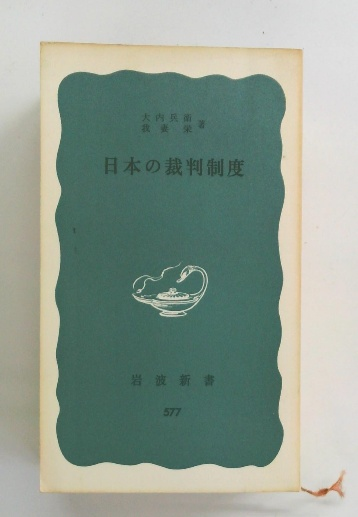 大内兵衛
我妻栄 著
日本の裁判制度
岩波新書
577